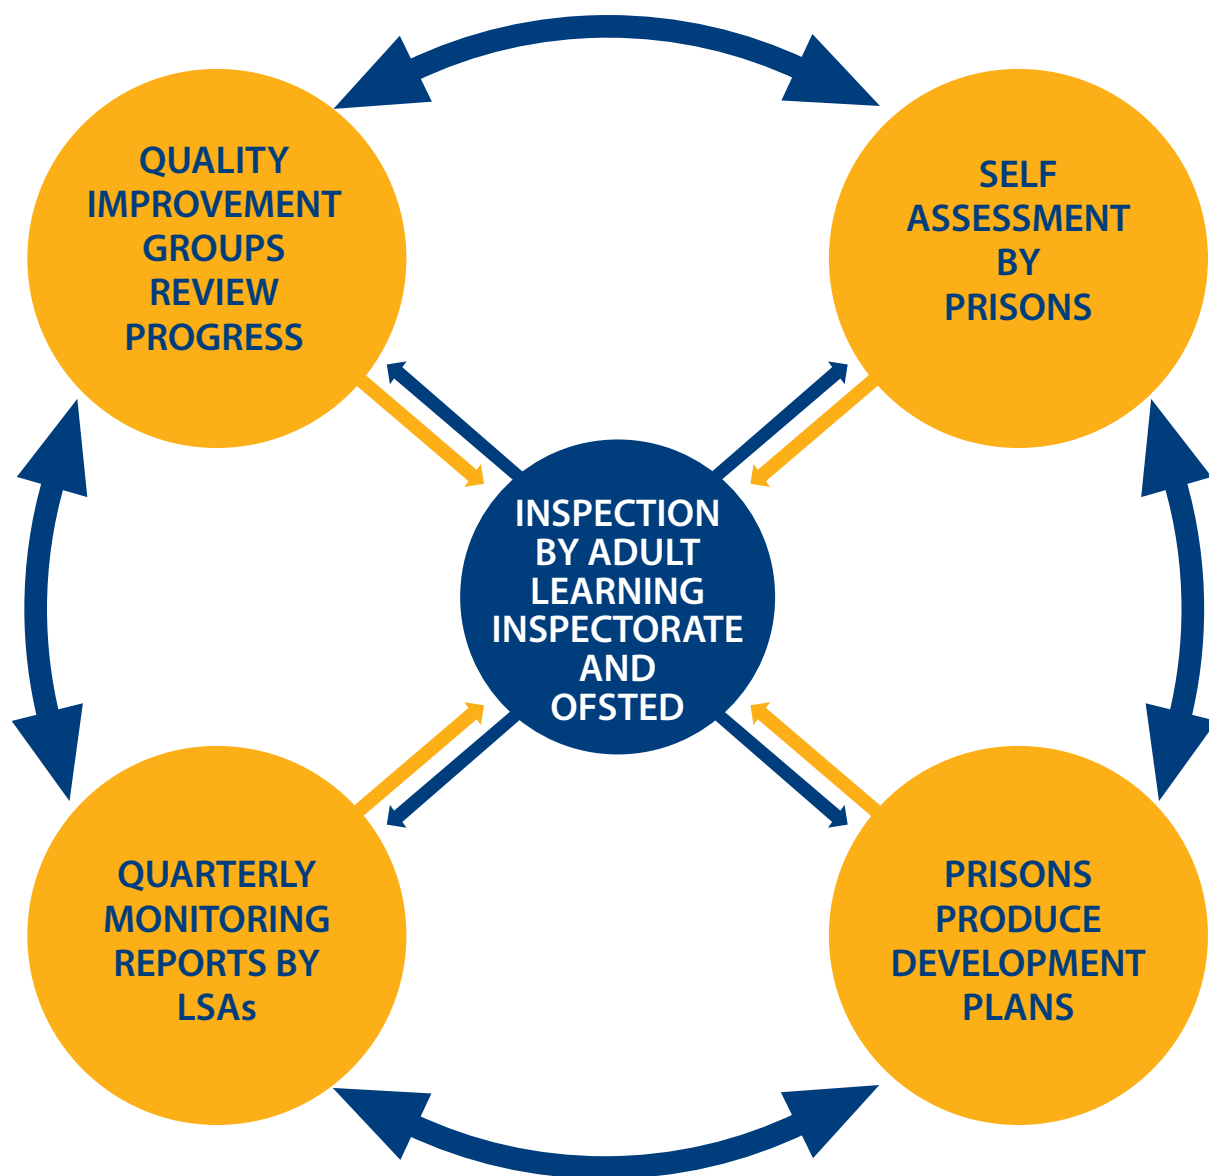 QUALITY
IMPROVEMENT
GROUPS
REVIEW
PROGRESS
SELF
ASSESSMENT
BY
PRISONS
INSPECTION
BY ADULT
LEARNING
INSPECTORATE
AND
OFSTED
QUARTERLY
MONITORING
REPORTS BY
LSAs
PRISONS
PRODUCE
DEVELOPMENT
PLANS